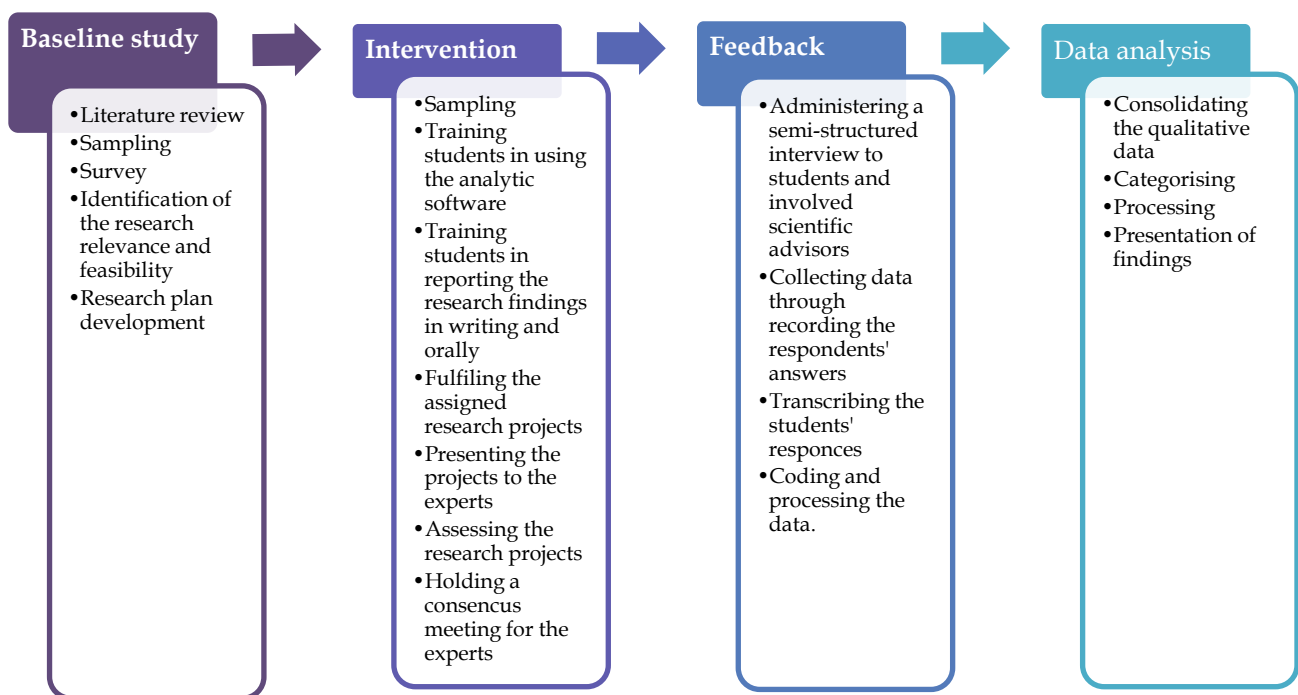 Baseline study
•Literature review
•Sampling
•Survey
•Identification of
the research
relevance and
feasibility
•Research plan
development
Intervention
•Sampling
•Training
students in using
the analytic
software
•Training
students in
reporting the
research findings
in writing and
orally
•Fulfiling the
assigned
research projects
•Presenting the
projects to the
experts
•Assessing the
research projects
•Holding a
consencus
meeting for the
experts
Feedback
•Administering a
semi-structured
interview to
students and
involved
scientific
advisors
•Collecting data
through
recording the
respondents'
answers
•Transcribing the
students'
responces
•Coding and
processing the
data.
Data analysis
•Consolidating
the qualitative
data
•Categorising
•Processing
•Presentation of
findings